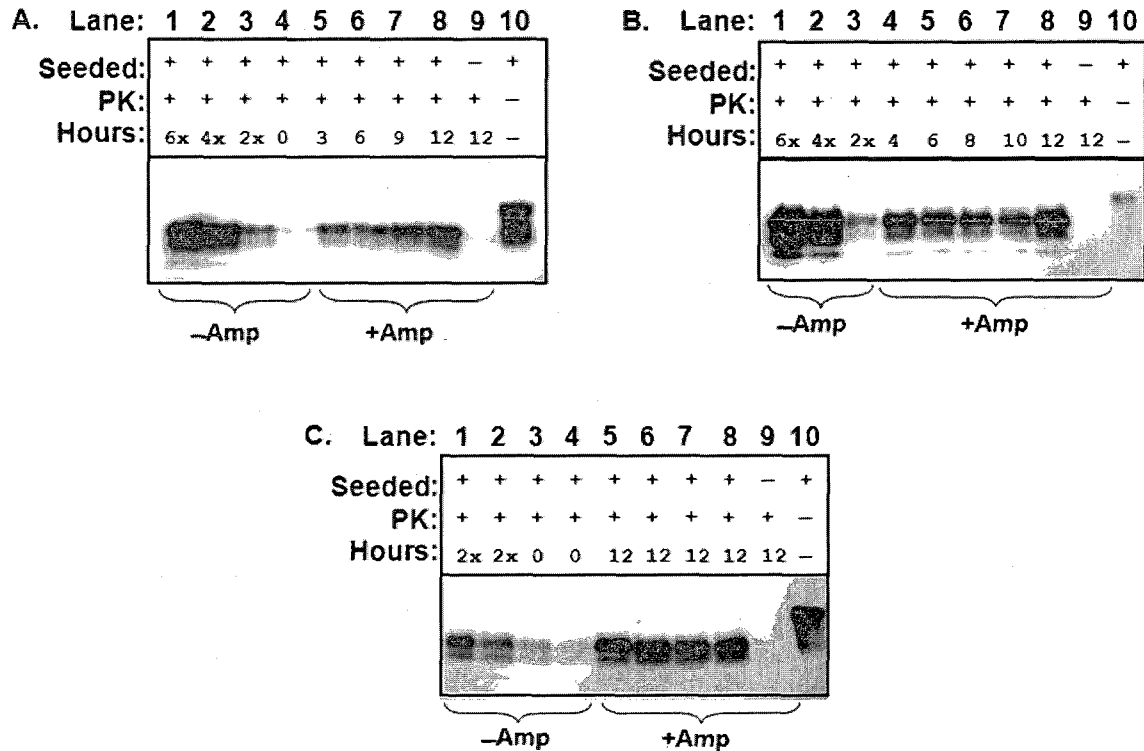 A. Lane: 1 2 3 4 5 6 7 8 9 10
Seeded: + + + + + + + + – +
PK: + + + + + + + + + –
Hours: 6x 4x 2x 0 3 6 9 12 12 –
–Amp +Amp
B. Lane: 1 2 3 4 5 6 7 8 9 10
Seeded: + + + + + + + + – +
PK: + + + + + + + + + –
Hours: 6x 4x 2x 4 6 8 10 12 12 –
–Amp +Amp
C. Lane: 1 2 3 4 5 6 7 8 9 10
Seeded: + + + + + + + + – +
PK: + + + + + + + + + –
Hours: 2x 2x 0 0 12 12 12 12 12 –
–Amp +Amp